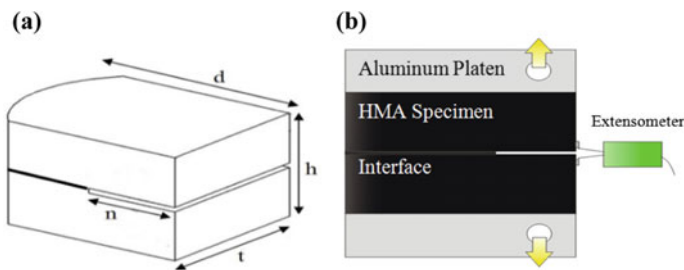 (a)
d
h
n
t
(b)
Aluminum Platen
HMA Specimen
Extensometer
Interface